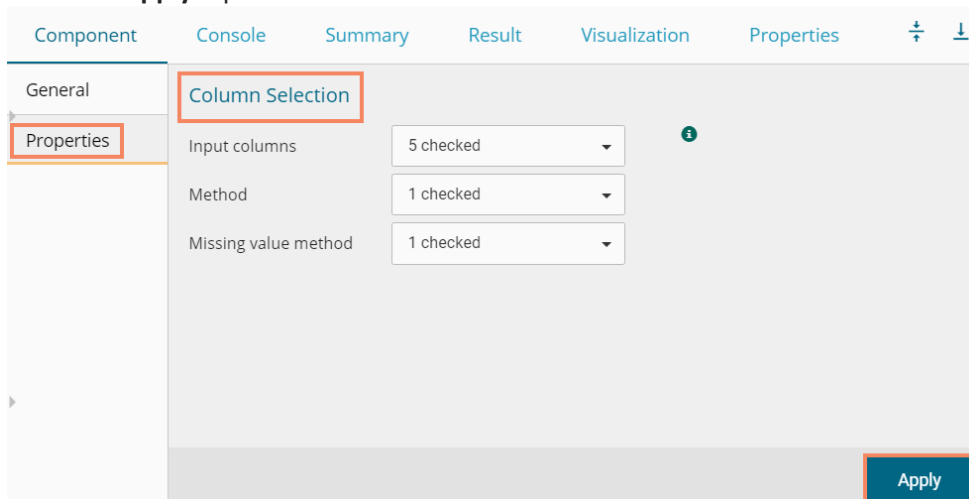 Component Console Summary Result Visualization Properties
General
Properties
Column Selection
Input columns 5 checked
Method 1 checked
Missing value method 1 checked
Apply